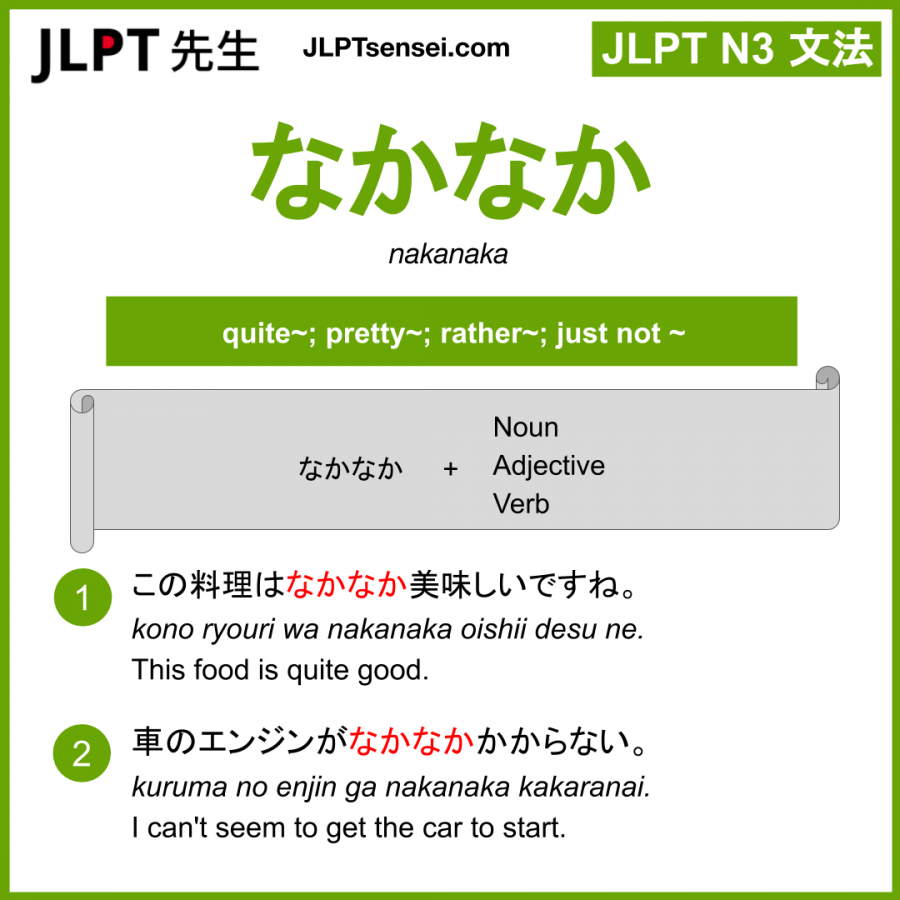 JLPT 先生
JLPTsensei.com
JLPT N3 文法
なかなか
nakanaka
quite~; pretty~; rather~; just not ~
なかなか + Noun
Adjective
Verb
1 この料理はなかなか美味しいですね。
kono ryouri wa nakanaka oishii desu ne.
This food is quite good.
2 車のエンジンがなかなかかからない。
kuruma no enjin ga nakanaka kakaranai.
I can't seem to get the car to start.